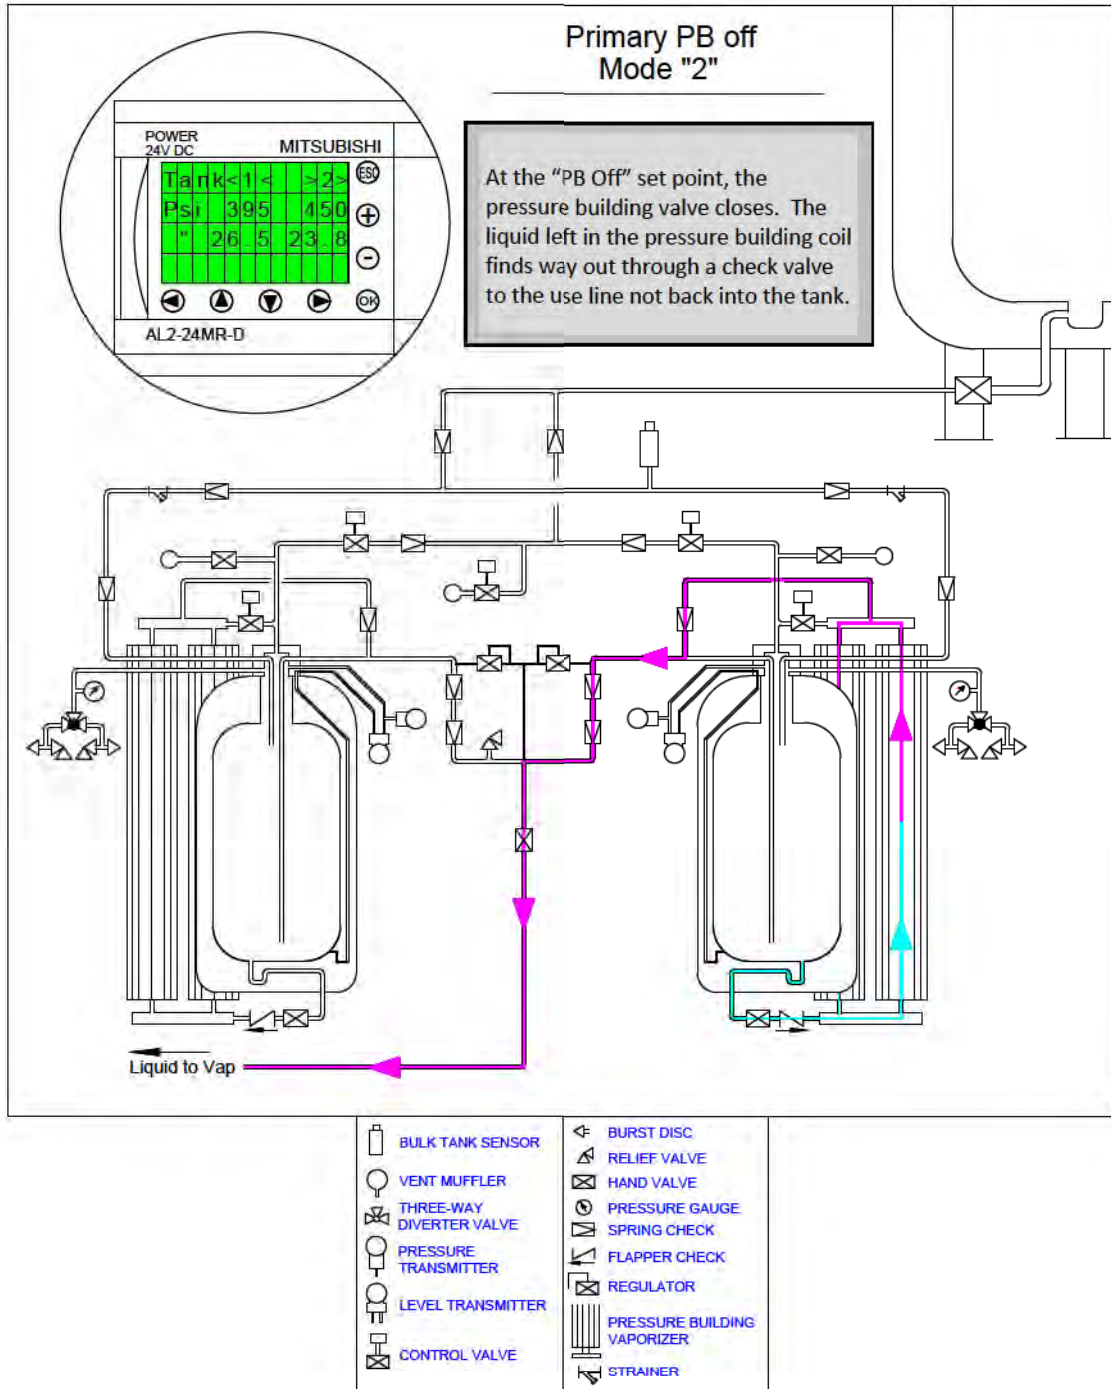 Primary PB off
Mode "2"
POWER
24V DC
MITSUBISHI
Tank<1< >2>
Psi 395 450
" 26.5 23.8
ESC
+
-
OK
AL2-24MR-D
At the “PB Off” set point, the
pressure building valve closes. The
liquid left in the pressure building coil
finds way out through a check valve
to the use line not back into the tank.
Liquid to Vap
BULK TANK SENSOR
VENT MUFFLER
THREE-WAY
DIVERTER VALVE
PRESSURE
TRANSMITTER
LEVEL TRANSMITTER
CONTROL VALVE
BURST DISC
RELIEF VALVE
HAND VALVE
PRESSURE GAUGE
SPRING CHECK
FLAPPER CHECK
REGULATOR
PRESSURE BUILDING
VAPORIZER
STRAINER